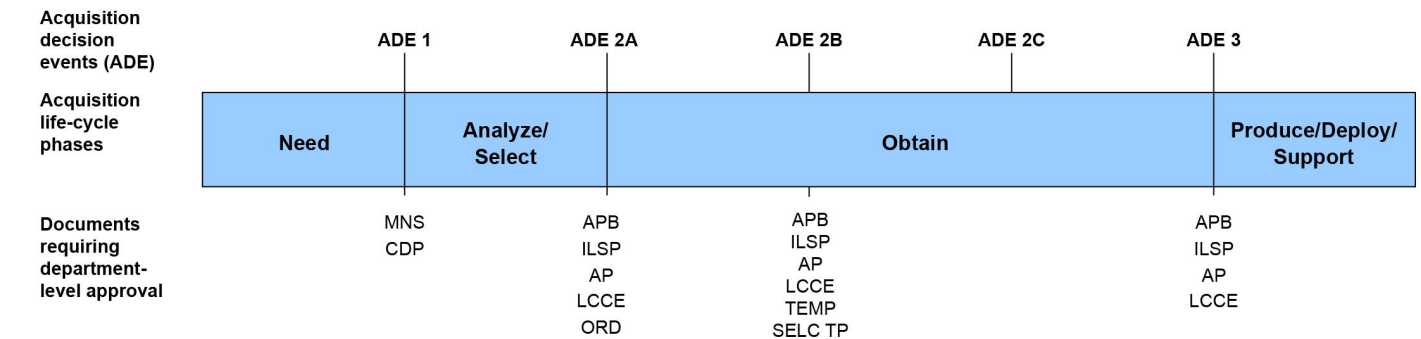 Acquisition
decision
events (ADE)
ADE 1
ADE 2A
ADE 2B
ADE 2C
ADE 3
Acquisition
life-cycle
phases
Need
Analyze/
Select
Obtain
Produce/Deploy/
Support
Documents
requiring
department-
level approval
MNS
CDP
APB
ILSP
AP
LCCE
ORD
APB
ILSP
AP
LCCE
TEMP
SELC TP
APB
ILSP
AP
LCCE